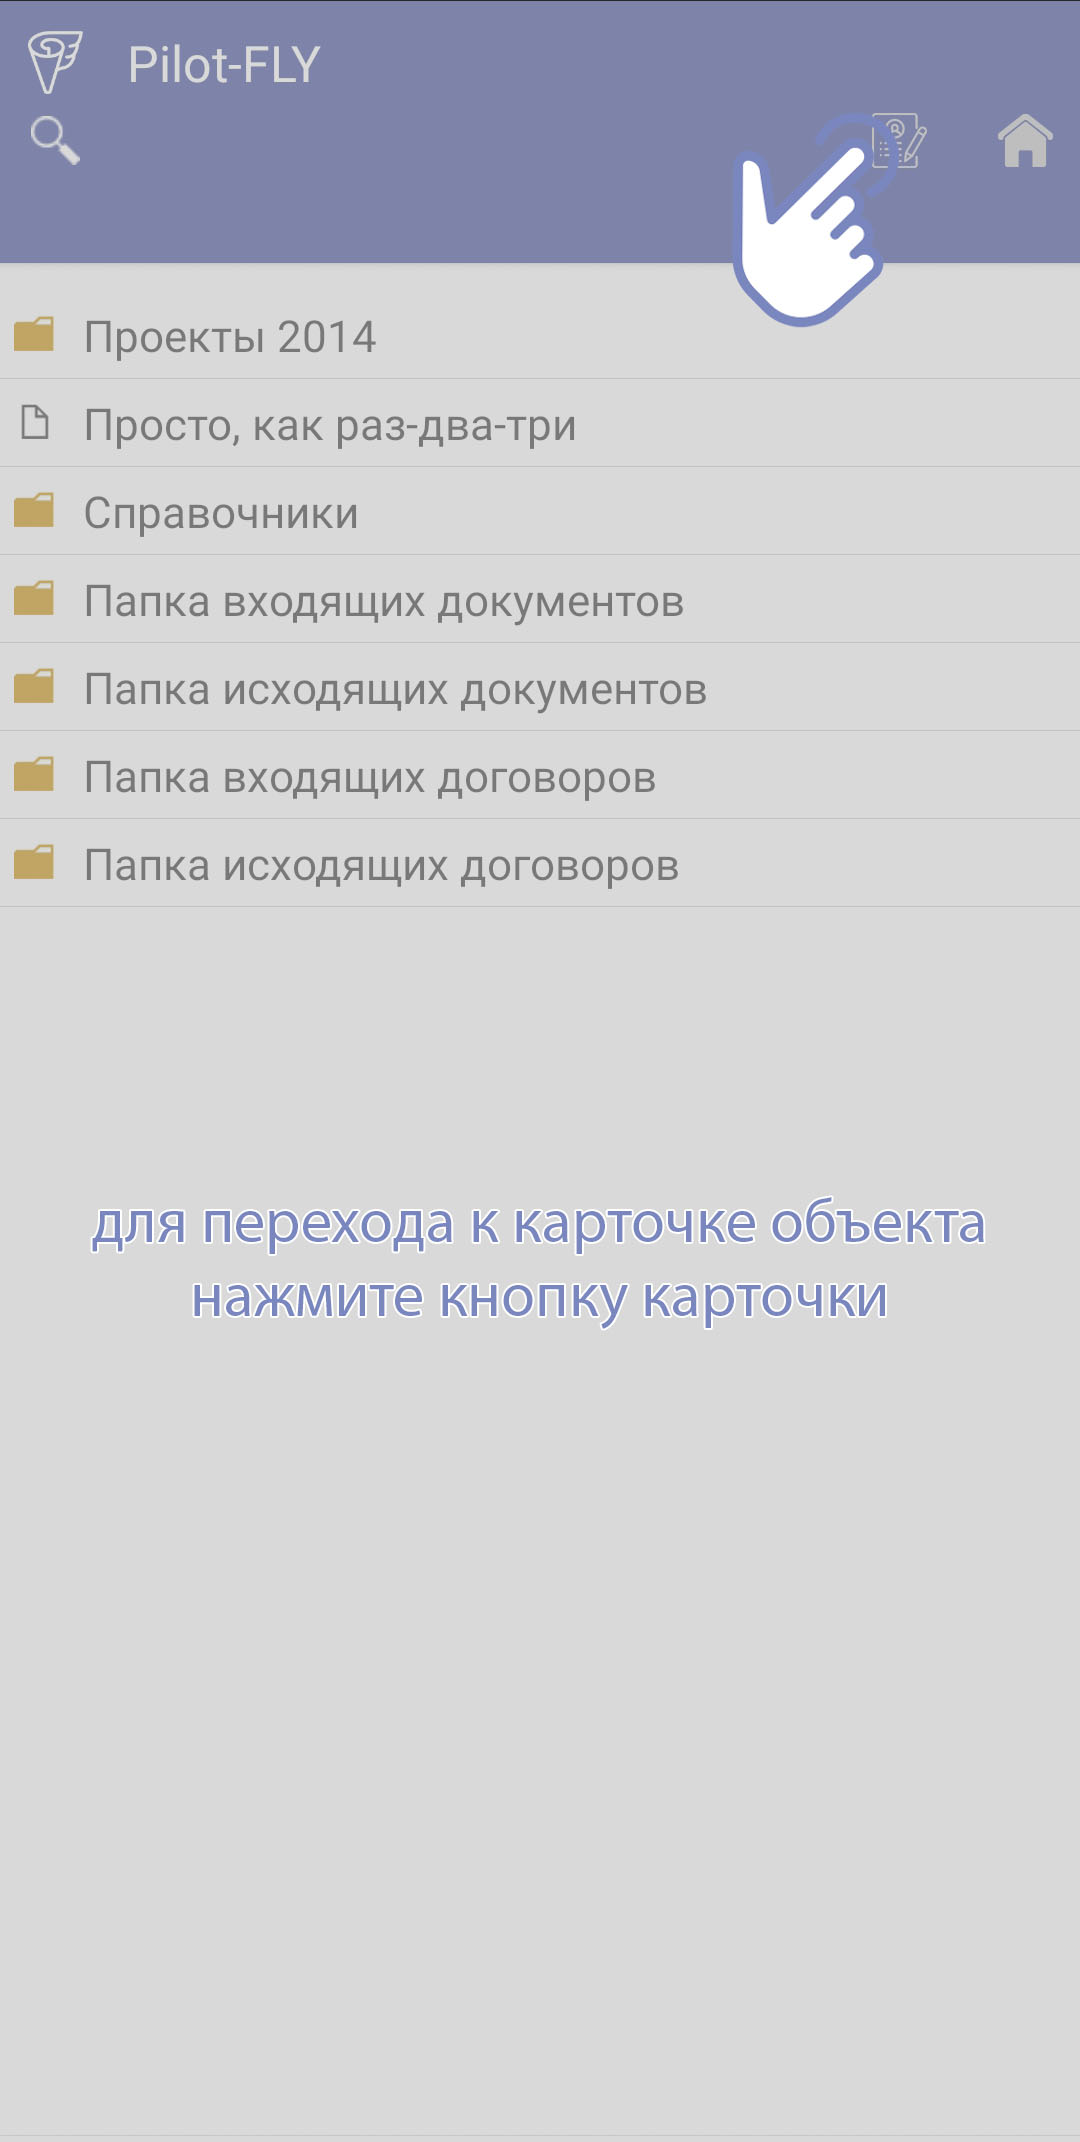 Pilot-FLY
Проекты 2014
Просто, как раз-два-три
Справочники
Папка входящих документов
Папка исходящих документов
Папка входящих договоров
Папка исходящих договоров
для перехода к карточке объекта
нажмите кнопку карточки